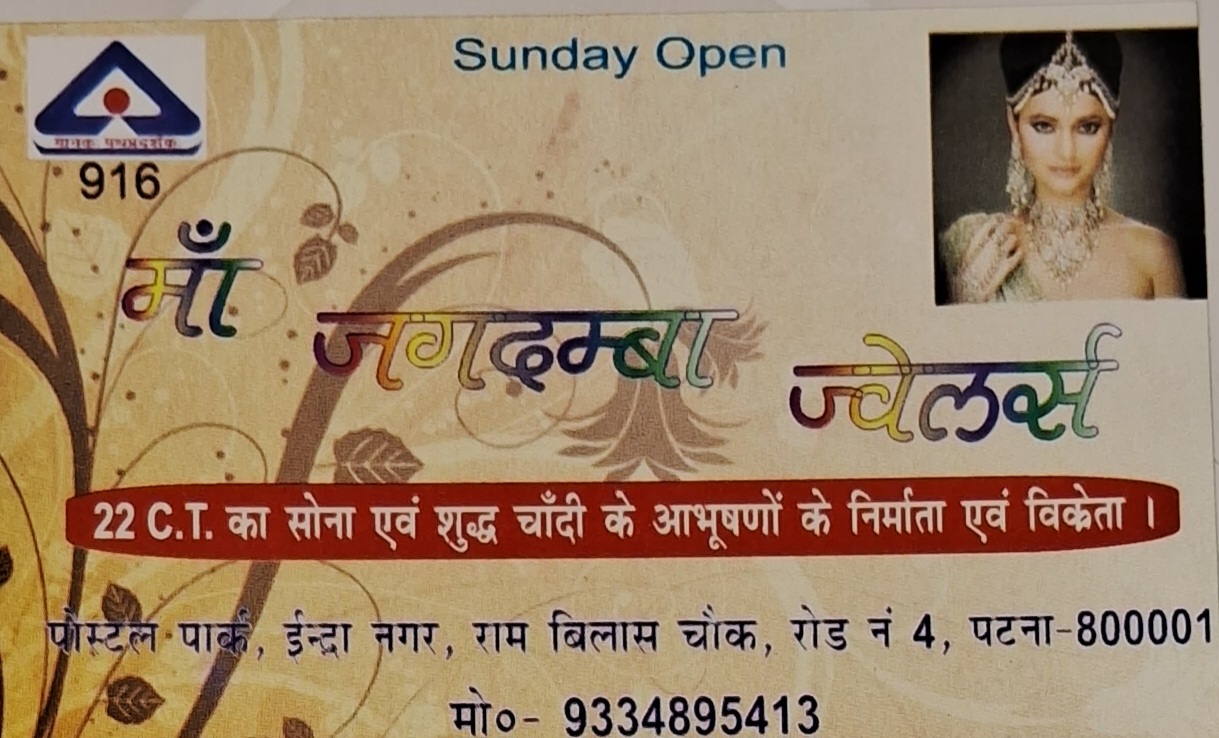 Sunday Open
मानक पथप्रदर्शक
916
माँ जगदम्बा ज्वेलर्स
22 C.T. का सोना एवं शुद्ध चाँदी के आभूषणों के निर्माता एवं विक्रेता ।
पोस्टल पार्क, ईन्द्रा नगर, राम बिलास चौक, रोड नं 4, पटना-800001
मो०- 9334895413